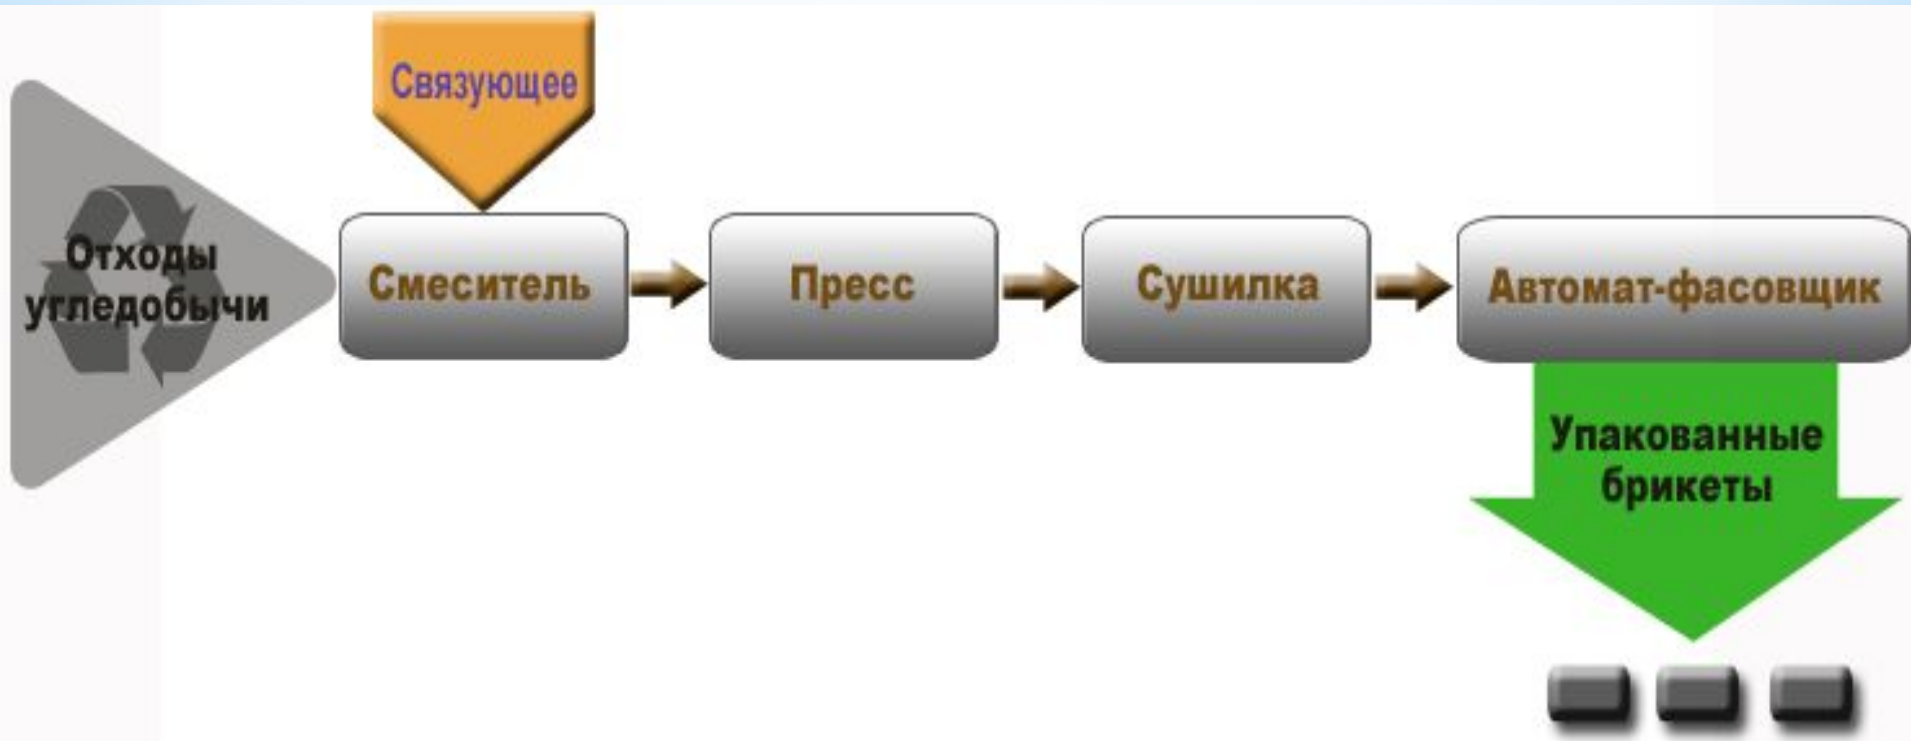 Связующее
Отходы
угледобычи
Смеситель
Пресс
Сушилка
Автомат-фасовщик
Упакованные
брикеты